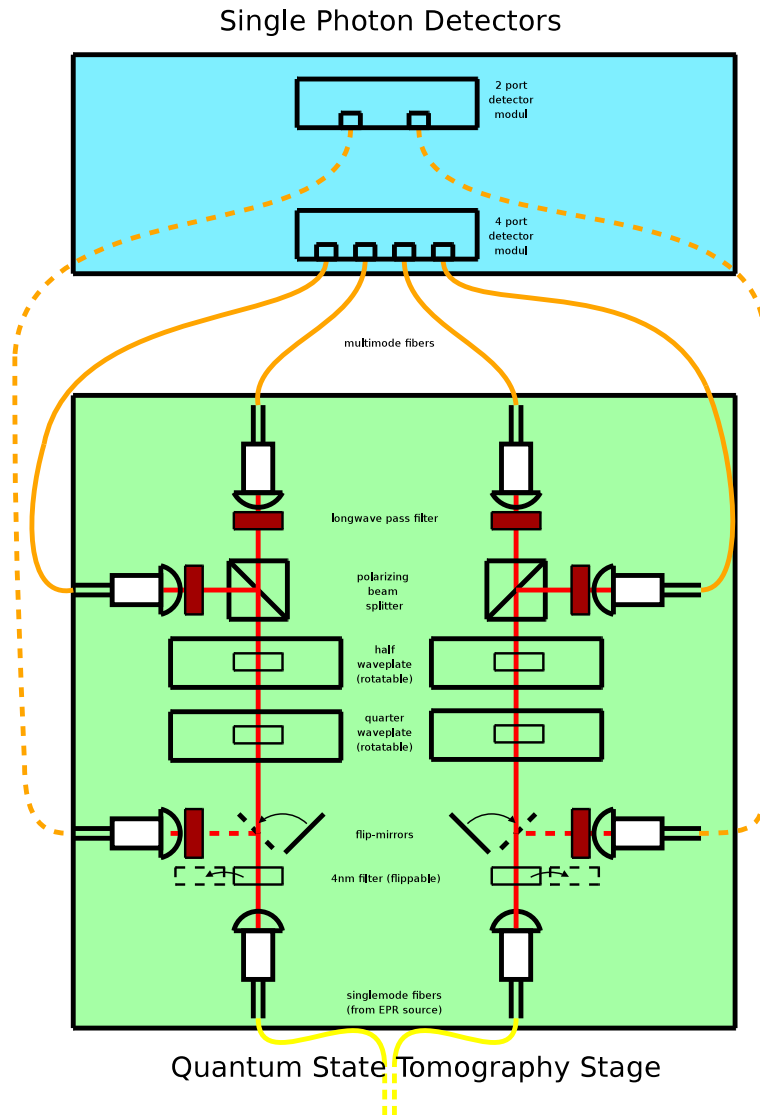 Single Photon Detectors
2 port
detector
modul
4 port
detector
modul
multimode fibers
longwave pass filter
polarizing
beam
splitter
half
waveplate
(rotatable)
quarter
waveplate
(rotatable)
flip-mirrors
4nm filter (flippable)
singlemode fibers
(from EPR source)
Quantum State Tomography Stage